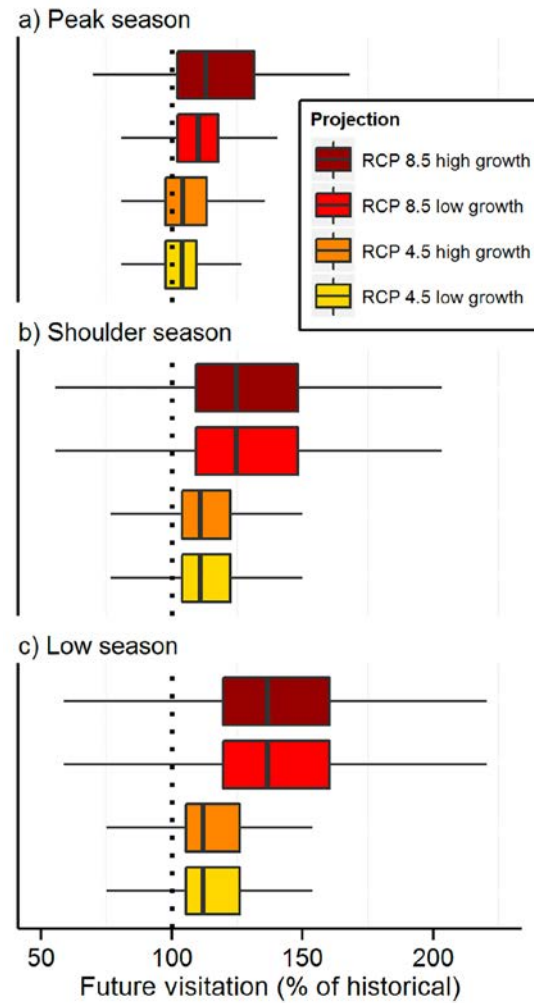 a) Peak season
Projection
RCP 8.5 high growth
RCP 8.5 low growth
RCP 4.5 high growth
RCP 4.5 low growth
b) Shoulder season
c) Low season
50 100 150 200
Future visitation (% of historical)